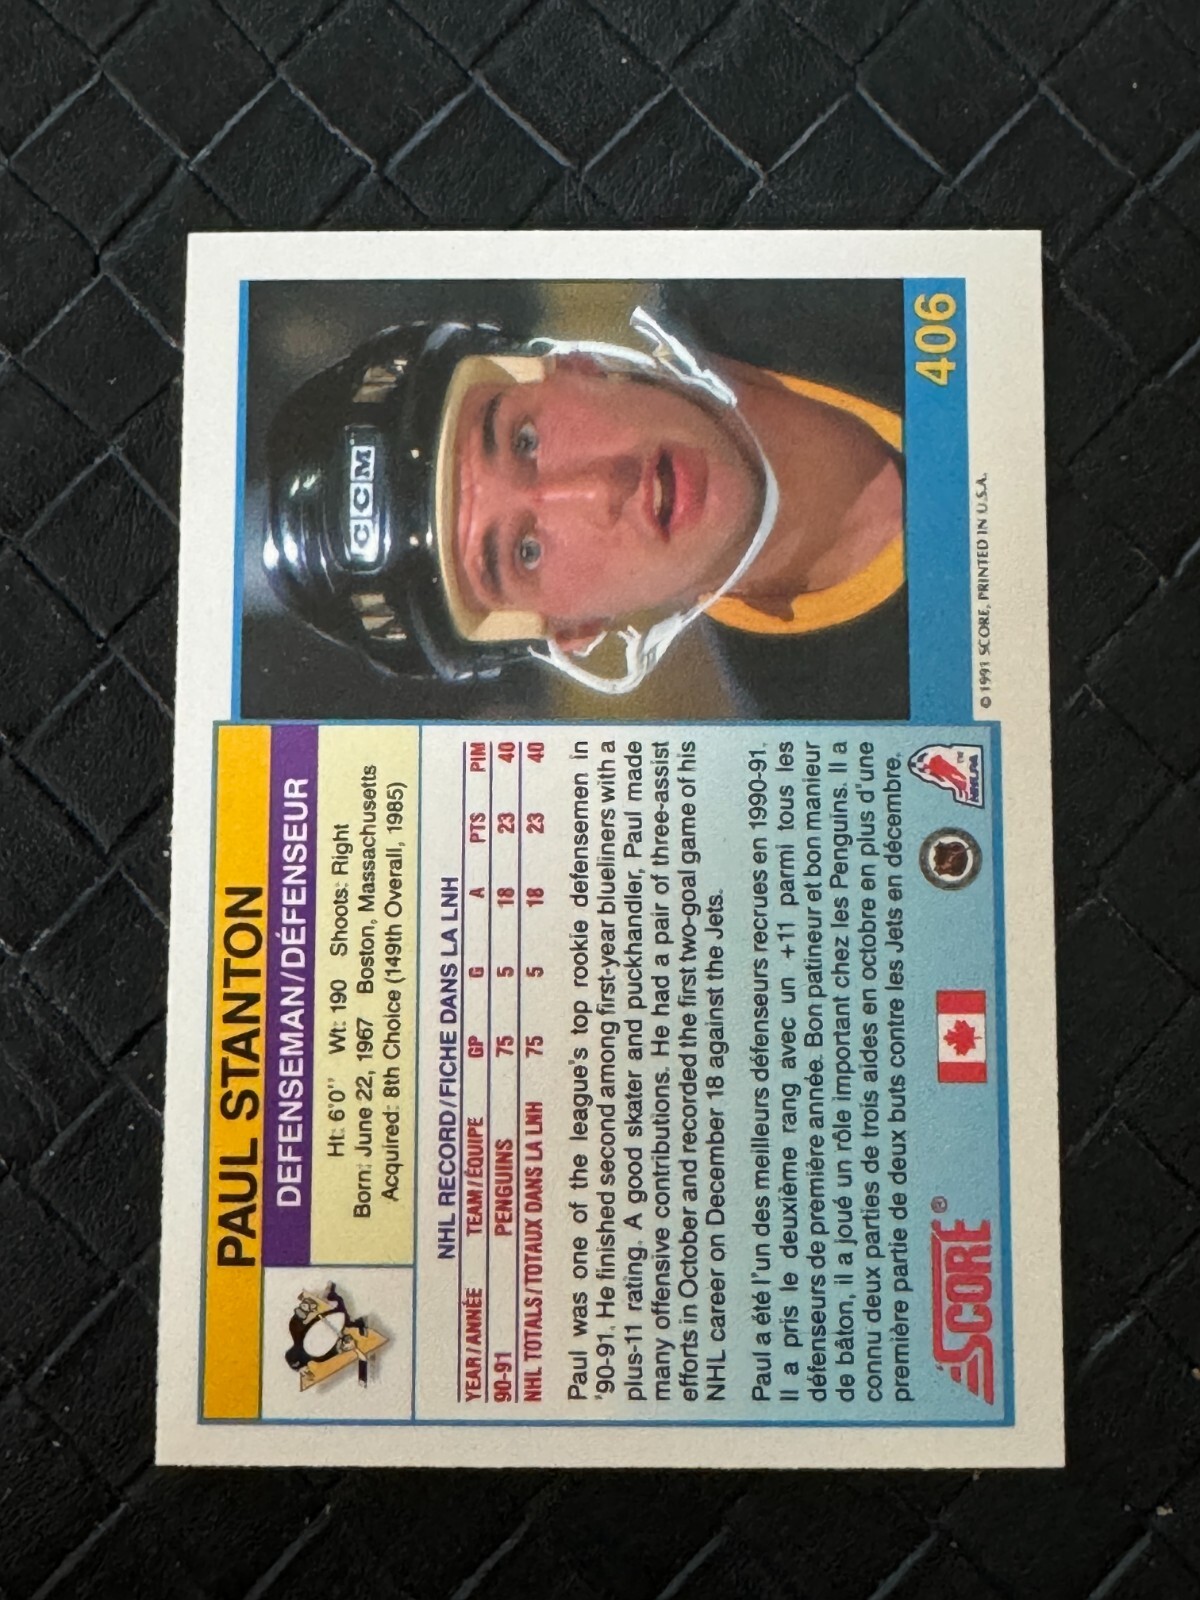 PAUL STANTON
DEFENSEMAN/DÉFENSEUR
Ht: 6'0" Wt: 190 Shoots: Right
Born: June 22, 1967 Boston, Massachusetts
Acquired: 8th Choice (149th Overall, 1985)
NHL RECORD/FICHE DANS LA LNH
YEAR/ANNÉE TEAM/ÉQUIPE GP G A PTS PIM
90-91 PENGUINS 75 5 18 23 40
NHL TOTALS/TOTAUX DANS LA LNH 75 5 18 23 40
Paul was one of the league's top rookie defensemen in
'90-91. He finished second among first-year blueliners with a
plus-11 rating. A good skater and puckhandler, Paul made
many offensive contributions. He had a pair of three-assist
efforts in October and recorded the first two-goal game of his
NHL career on December 18 against the Jets.
Paul a été l'un des meilleurs défenseurs recrues en 1990-91.
Il a pris le deuxième rang avec un +11 parmi tous les
défenseurs de première année. Bon patineur et bon manieur
de bâton, il a joué un rôle important chez les Penguins. Il a
connu deux parties de trois aides en octobre en plus d'une
première partie de deux buts contre les Jets en décembre.
SCORE®
NHLPA
TM
CCM
406
© 1991 SCORE, PRINTED IN U.S.A.